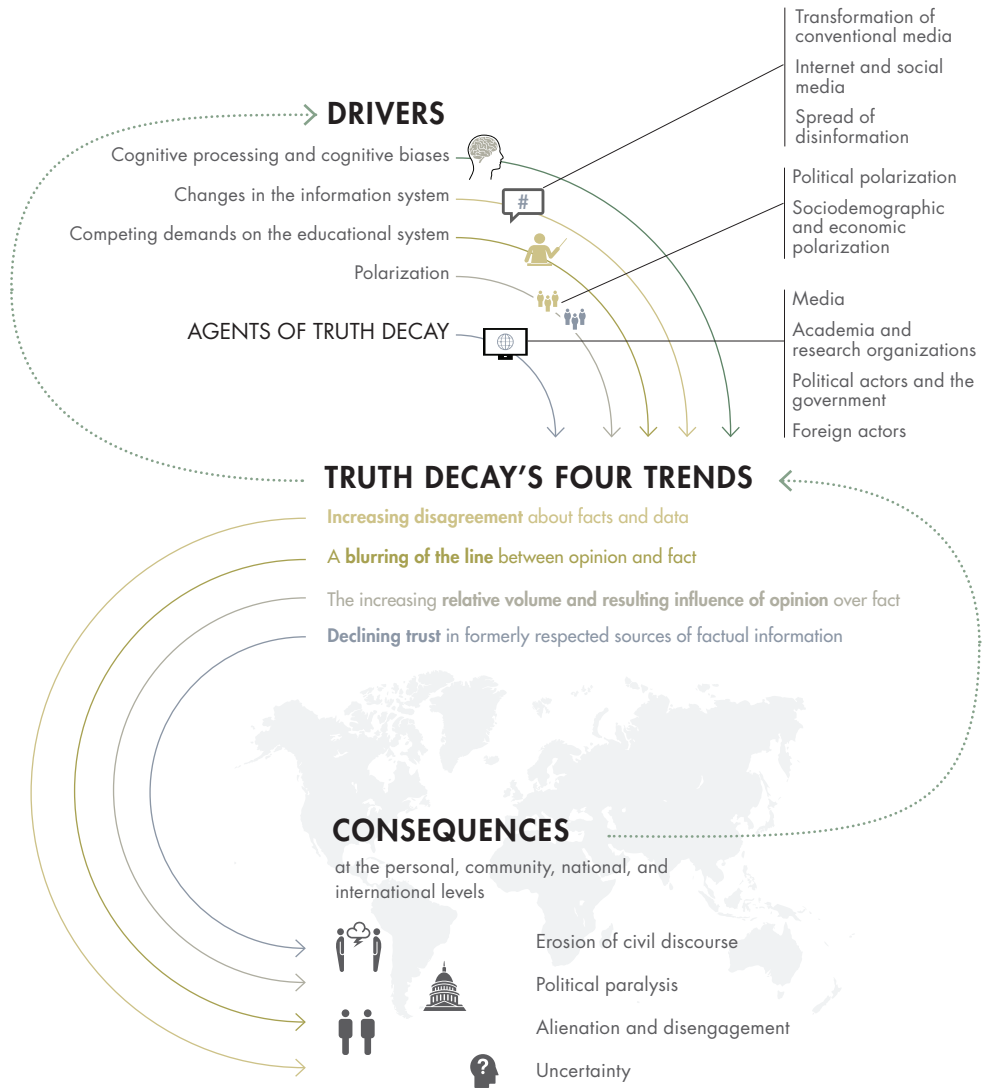 Transformation of
conventional media
Internet and social
media
Spread of
disinformation
DRIVERS
Cognitive processing and cognitive biases
Changes in the information system
#
Competing demands on the educational system
Polarization
Political polarization
Sociodemographic
and economic
polarization
AGENTS OF TRUTH DECAY
Media
Academia and
research organizations
Political actors and the
government
Foreign actors
TRUTH DECAY’S FOUR TRENDS
Increasing disagreement about facts and data
A blurring of the line between opinion and fact
The increasing relative volume and resulting influence of opinion over fact
Declining trust in formerly respected sources of factual information
CONSEQUENCES
at the personal, community, national, and
international levels
Erosion of civil discourse
Political paralysis
Alienation and disengagement
?
Uncertainty